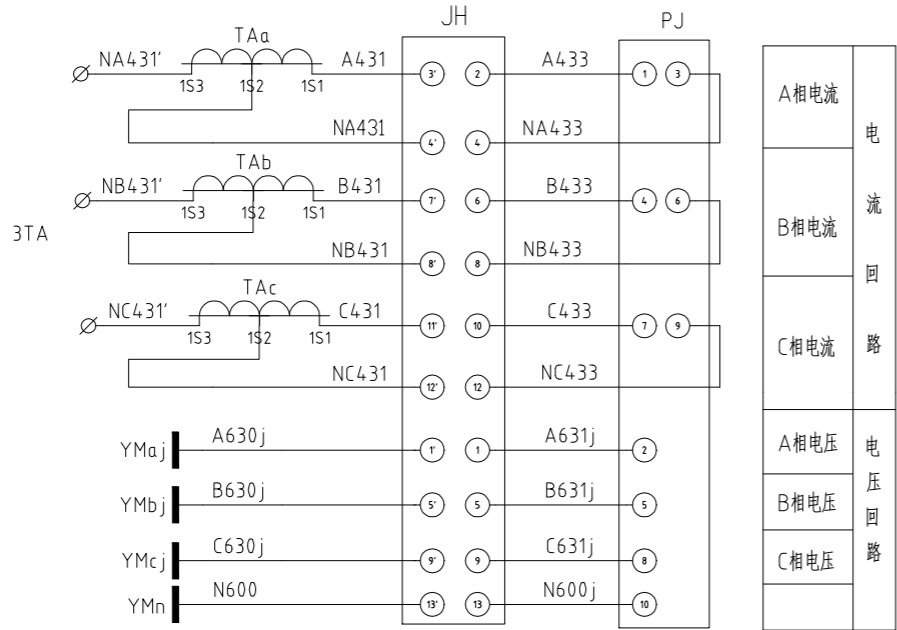 JH PJ
TAa
NA431' A431 3' 2 A433 1 3
1S3 1S2 1S1
NA431 4' 4 NA433
TAb
NB431' B431 7' 6 B433 4 6
1S3 1S2 1S1
3TA
NB431 8' 8 NB433
TAc
NC431' C431 11' 10 C433 7 9
1S3 1S2 1S1
NC431 12' 12 NC433
YMaj A630j 1' 1 A631j 2
YMbj B630j 5' 5 B631j 5
YMcj C630j 9' 9 C631j 8
YMn N600 13' 13 N600j 10
A相电流
B相电流
C相电流
电流回路
A相电压
B相电压
C相电压
电压回路